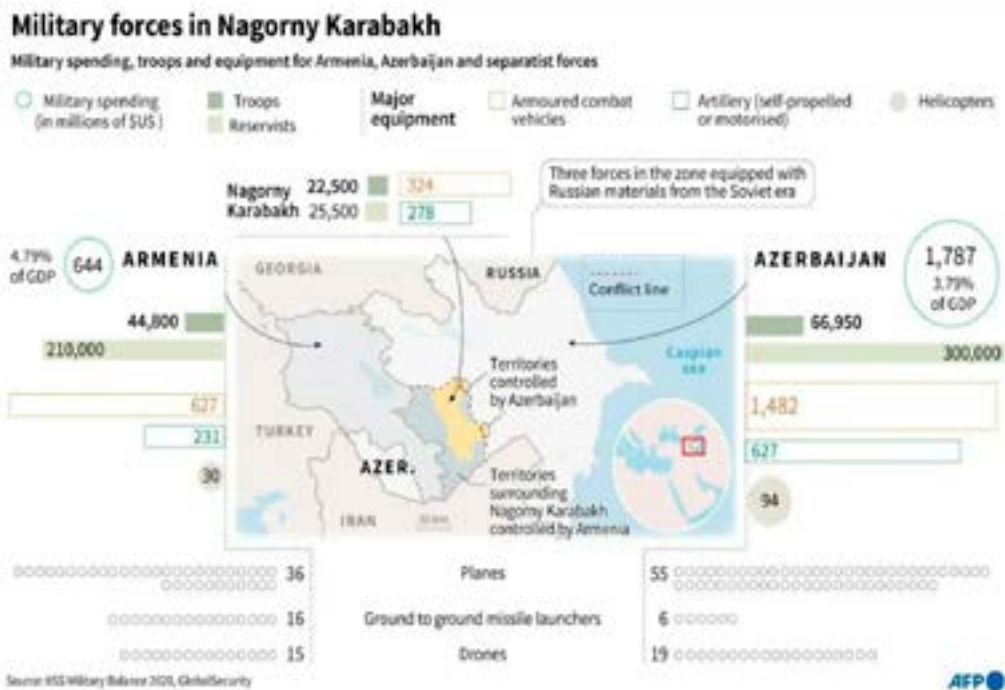 Military forces in Nagorny Karabakh
Military spending, troops and equipment for Armenia, Azerbaijan and separatist forces
Military spending
(in millions of $US)
Troops
Reservists
Major
equipment
Armoured combat
vehicles
Artillery (self-propelled
or motorised)
Helicopters
Nagorny
Karabakh
22,500
25,500
324
278
Three forces in the zone equipped with
Russian materials from the Soviet era
4.79%
of GDP
644
ARMENIA
44,800
210,000
627
231
30
AZERBAIJAN
1,787
3.79%
of GDP
66,950
300,000
1,482
627
94
GEORGIA
RUSSIA
Conflict line
Caspian
sea
Territories
controlled
by Azerbaijan
TURKEY
AZER.
IRAN
Territories
surrounding
Nagorny Karabakh
controlled by Armenia
36 Planes 55
16 Ground to ground missile launchers 6
15 Drones 19
Source: IISS Military Balance 2020, GlobalSecurity
AFP